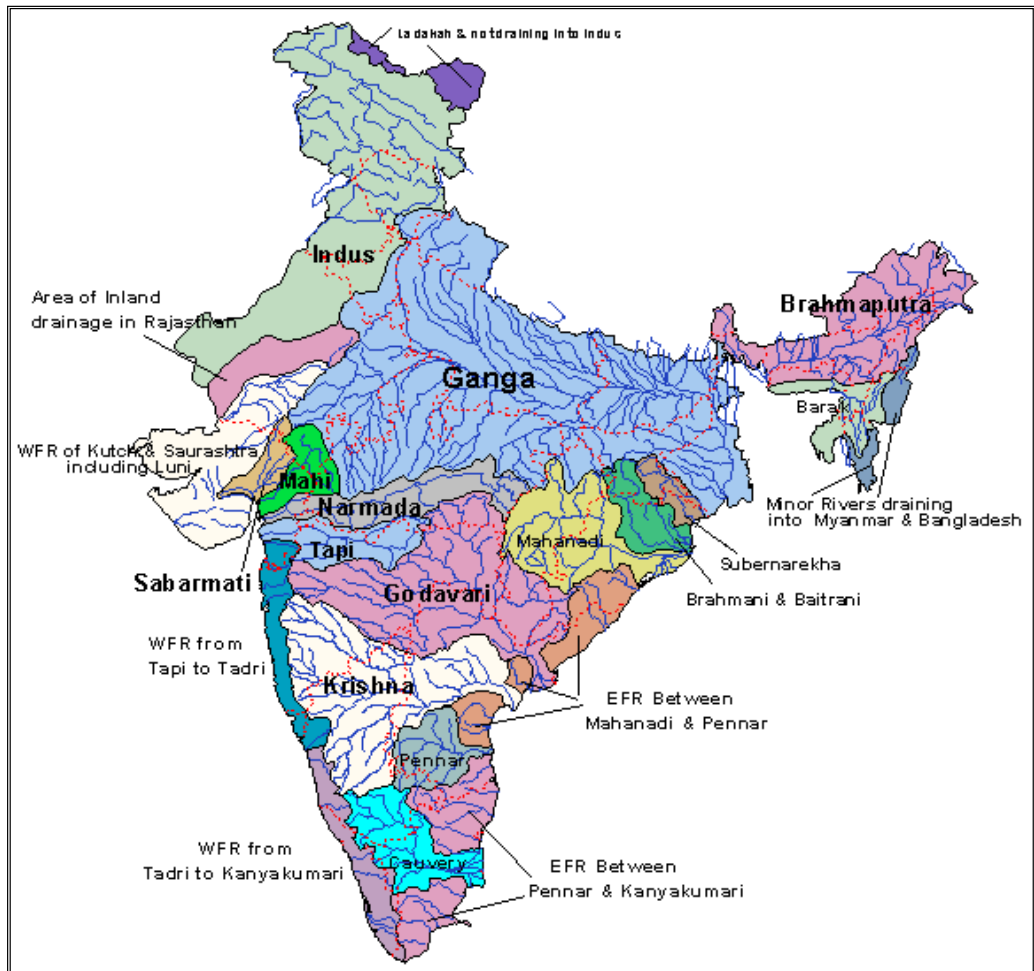 Ladakah & not draining into Indus
Indus
Area of Inland
drainage in Rajasthan
Brahmaputra
Ganga
Barak
WFR of Kutch & Saurashtra
including Luni
Mahi
Narmada
Minor Rivers draining
into Myanmar & Bangladesh
Mahanadi
Tapi
Subernarekha
Sabarmati
Godavari
Brahmani & Baitrani
WFR from
Tapi to Tadri
Krishna
EFR Between
Mahanadi & Pennar
Pennar
WFR from
Tadri to Kanyakumari
Cauvery
EFR Between
Pennar & Kanyakumari